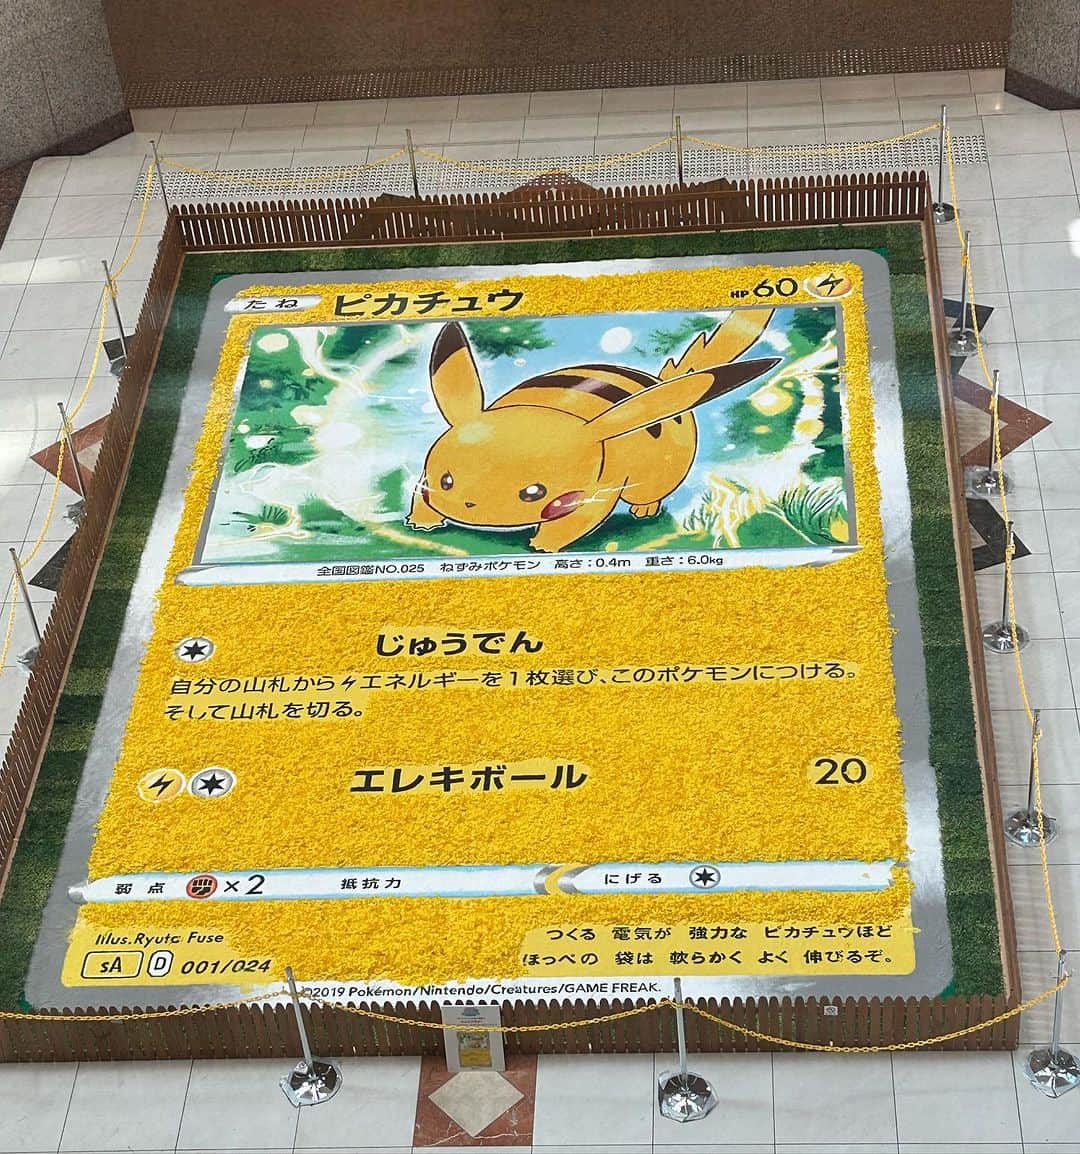 たね ピカチュウ HP60
全国図鑑NO.025 ねずみポケモン 高さ:0.4m 重さ:6.0kg
じゅうでん
自分の山札からエネルギーを1枚選び、このポケモンにつける。
そして山札を切る。
エレキボール 20
弱点 ×2 抵抗力 にげる
Illus.Ryuta Fuse
sA D 001/024
つくる 電気が 強力な ピカチュウほど
ほっぺの 袋は 軟らかく よく 伸びるぞ。
©2019 Pokémon/Nintendo/Creatures/GAME FREAK.